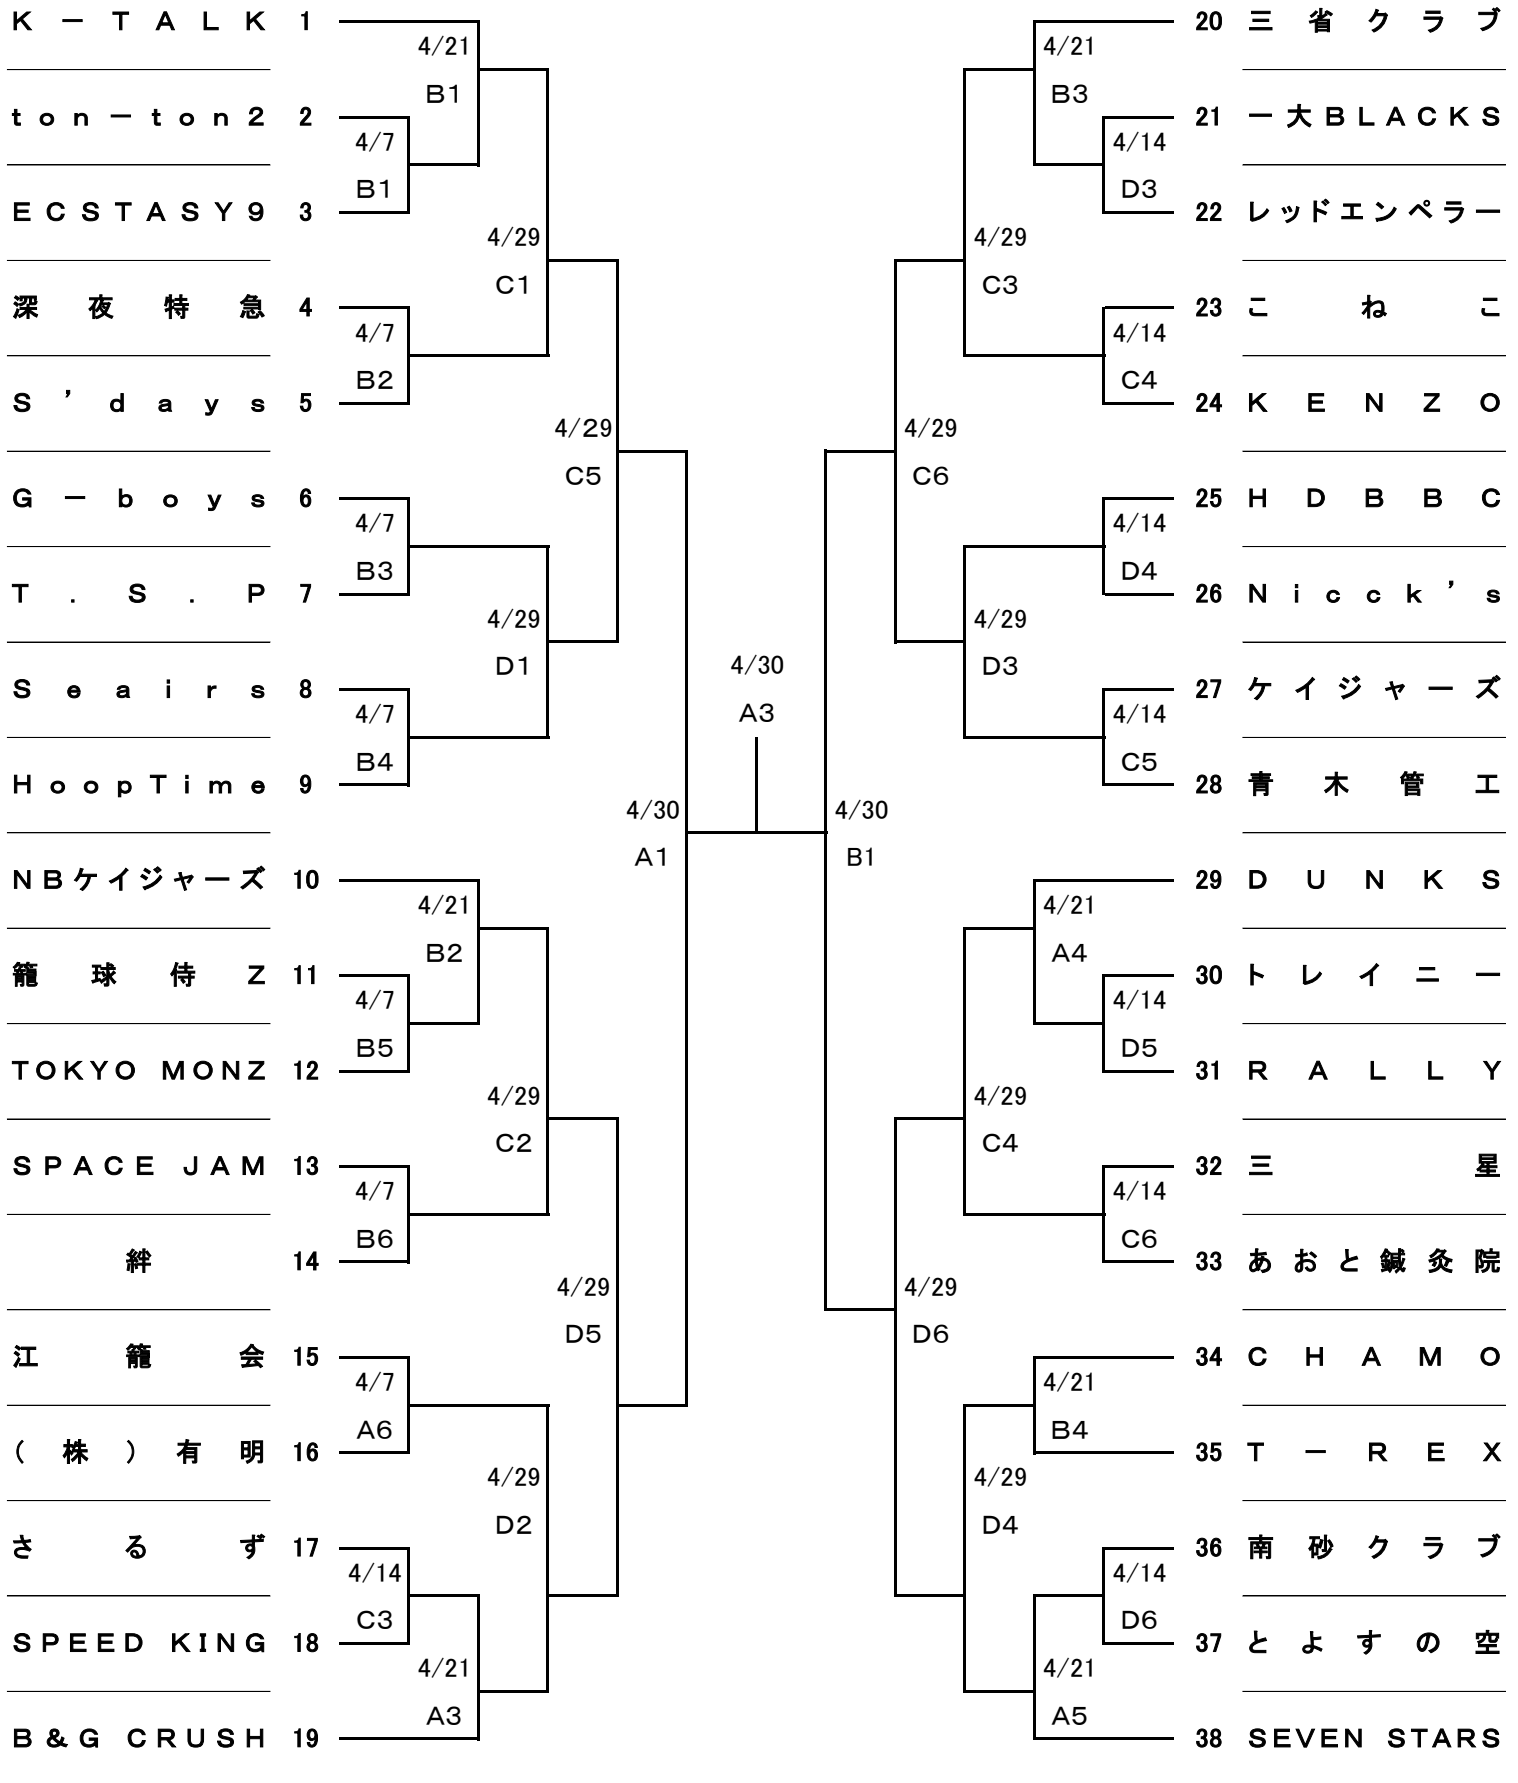 K－TALK 1
4/21
B1
ton－ton2 2
4/7
B1
ECSTASY9 3
4/29
C1
深夜特急 4
4/7
B2
S’days 5
4/29
C5
G－boys 6
4/7
B3
T.S.P 7
4/29
D1
Seairs 8
4/7
B4
HoopTime 9
4/30
A1
NBケイジャーズ 10
4/21
B2
籠球侍Z 11
4/7
B5
TOKYO MONZ 12
4/29
C2
SPACE JAM 13
4/7
B6
絆 14
4/29
D5
江籠会 15
4/7
A6
（株）有明 16
4/29
D2
さるず 17
4/14
C3
SPEED KING 18
4/21
A3
B&G CRUSH 19
4/30
A3
20 三省クラブ
4/21
B3
21 一大BLACKS
4/14
D3
22 レッドエンペラー
4/29
C3
23 こねこ
4/14
C4
24 KENZO
4/29
C6
25 HDBBC
4/14
D4
26 Nicck’s
4/29
D3
27 ケイジャーズ
4/14
C5
28 青木管工
4/30
B1
29 DUNKS
4/21
A4
30 トレイニー
4/14
D5
31 RALLY
4/29
C4
32 三星
4/14
C6
33 あおと鍼灸院
4/29
D6
34 CHAMO
4/21
B4
35 T－REX
4/29
D4
36 南砂クラブ
4/14
D6
37 とよすの空
4/21
A5
38 SEVEN STARS